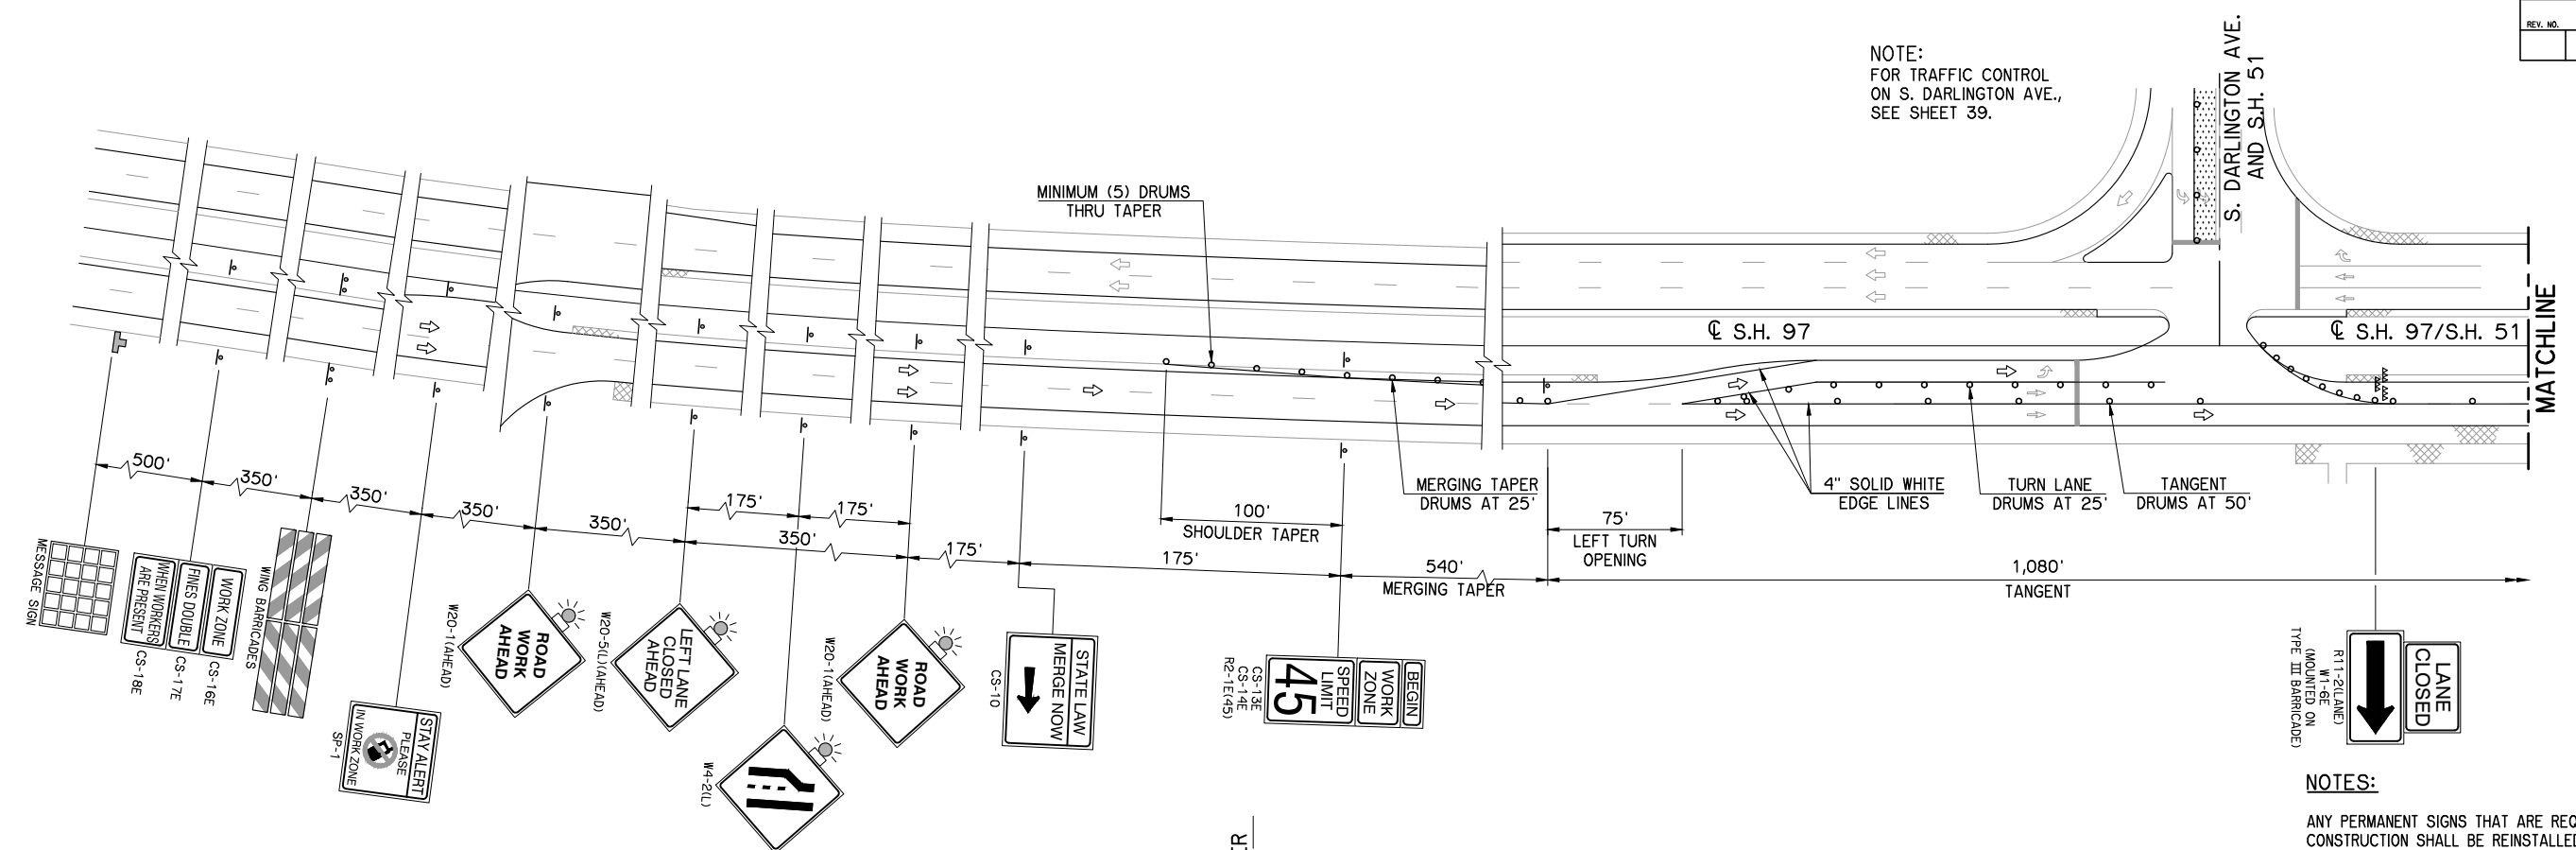 REV. NO.
NOTE:
FOR TRAFFIC CONTROL
ON S. DARLINGTON AVE.,
SEE SHEET 39.
S. DARLINGTON AVE.
AND S.H. 51
MINIMUM (5) DRUMS
THRU TAPER
℄ S.H. 97
℄ S.H. 97/S.H. 51
MATCHLINE
500'
350'
350'
350'
350'
175'
175'
350'
175'
175'
100'
SHOULDER TAPER
MERGING TAPER
DRUMS AT 25'
540'
MERGING TAPER
75'
LEFT TURN
OPENING
4" SOLID WHITE
EDGE LINES
TURN LANE
DRUMS AT 25'
TANGENT
DRUMS AT 50'
1,080'
TANGENT
MESSAGE SIGN
WORK ZONE
FINES DOUBLE
WHEN WORKERS
ARE PRESENT
CS-16E
CS-17E
CS-18E
WING BARRICADES
STAY ALERT
PLEASE
IN WORK ZONE
SP-1
ROAD
WORK
AHEAD
W20-1(AHEAD)
LEFT LANE
CLOSED
AHEAD
W20-5(L)(AHEAD)
W4-2(L)
ROAD
WORK
AHEAD
W20-1(AHEAD)
STATE LAW
MERGE NOW
CS-10
BEGIN
WORK
ZONE
SPEED
LIMIT
45
CS-13E
CS-14E
R2-1E(45)
LANE
CLOSED
R11-2(LANE)
W1-6E
(MOUNTED ON
TYPE III BARRICADE)
NOTES:
ANY PERMANENT SIGNS THAT ARE REQ
CONSTRUCTION SHALL BE REINSTALLED
ER